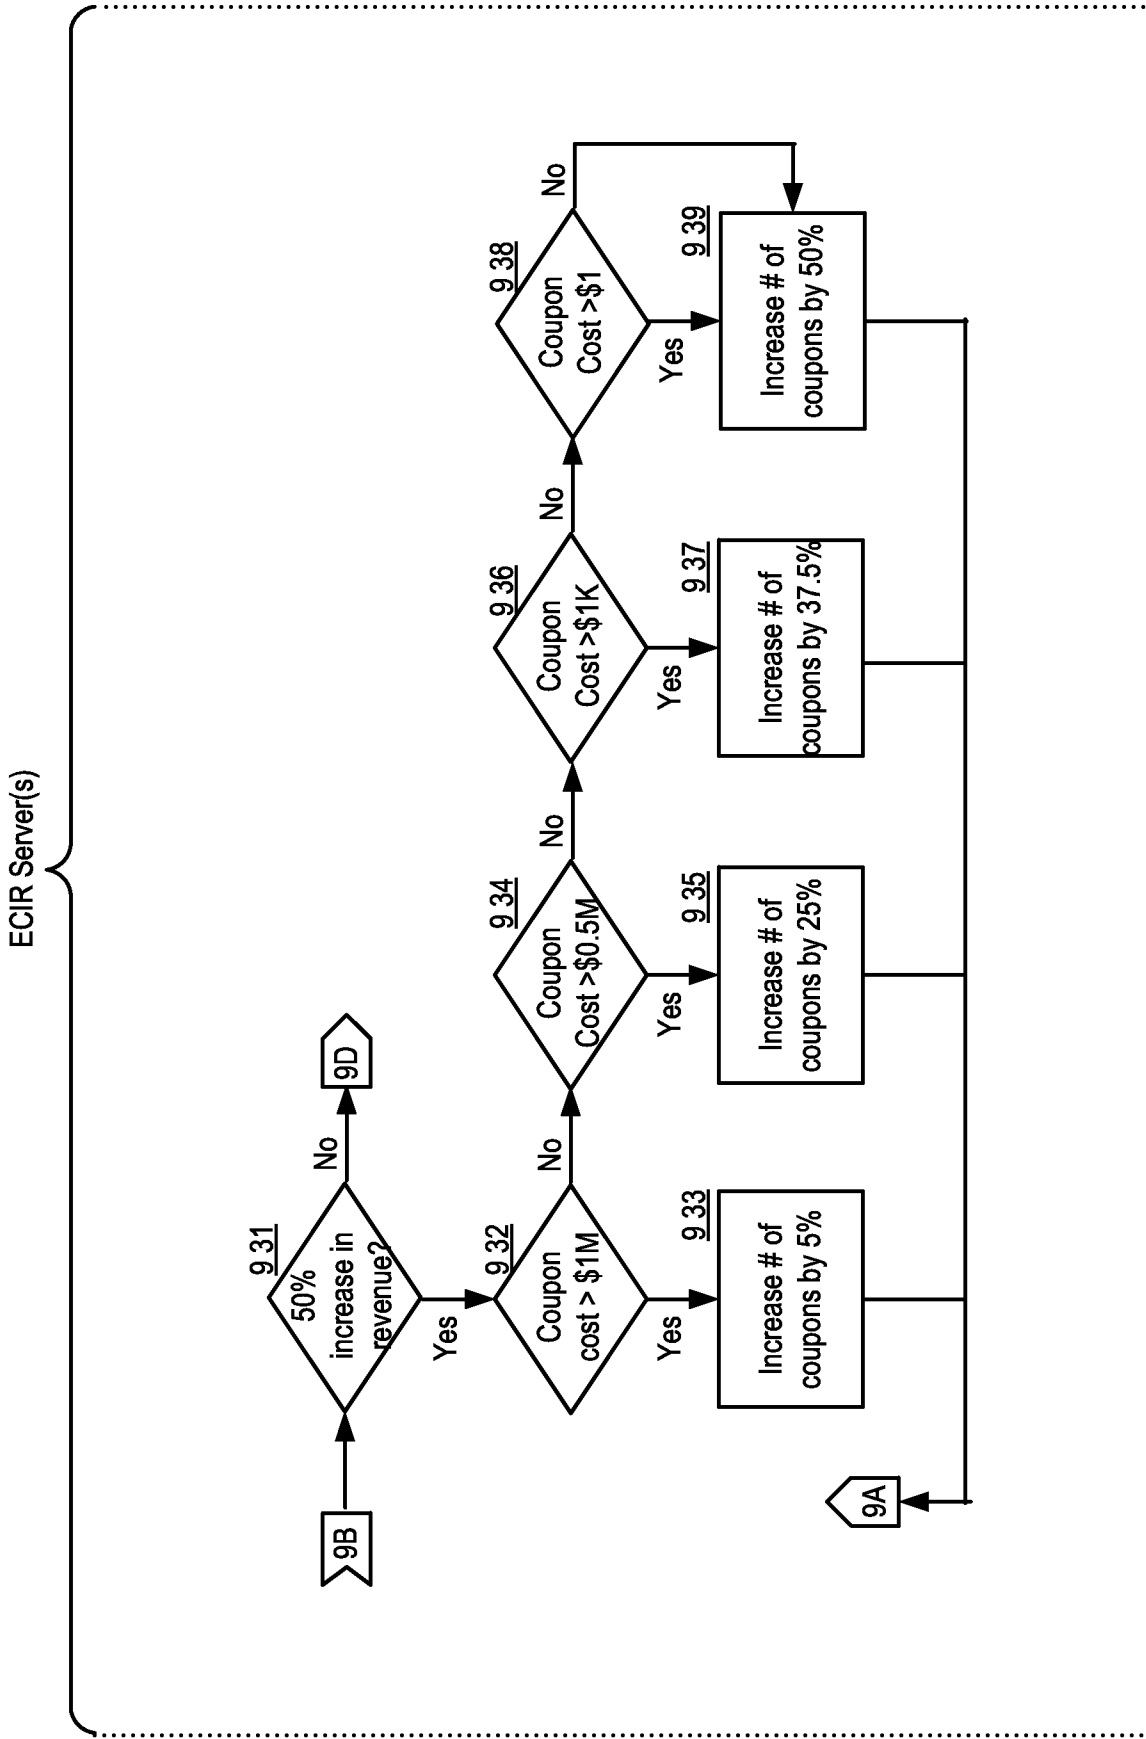 ECIR Server(s)
9B
9 31
50%
increase in
revenue?
No
9D
Yes
9 32
Coupon
cost > $1M
No
9 34
Coupon
Cost >$0.5M
No
9 36
Coupon
Cost >$1K
No
9 38
Coupon
Cost >$1
No
Yes
Yes
Yes
Yes
9 33
Increase # of
coupons by 5%
9 35
Increase # of
coupons by 25%
9 37
Increase # of
coupons by 37.5%
9 39
Increase # of
coupons by 50%
9A